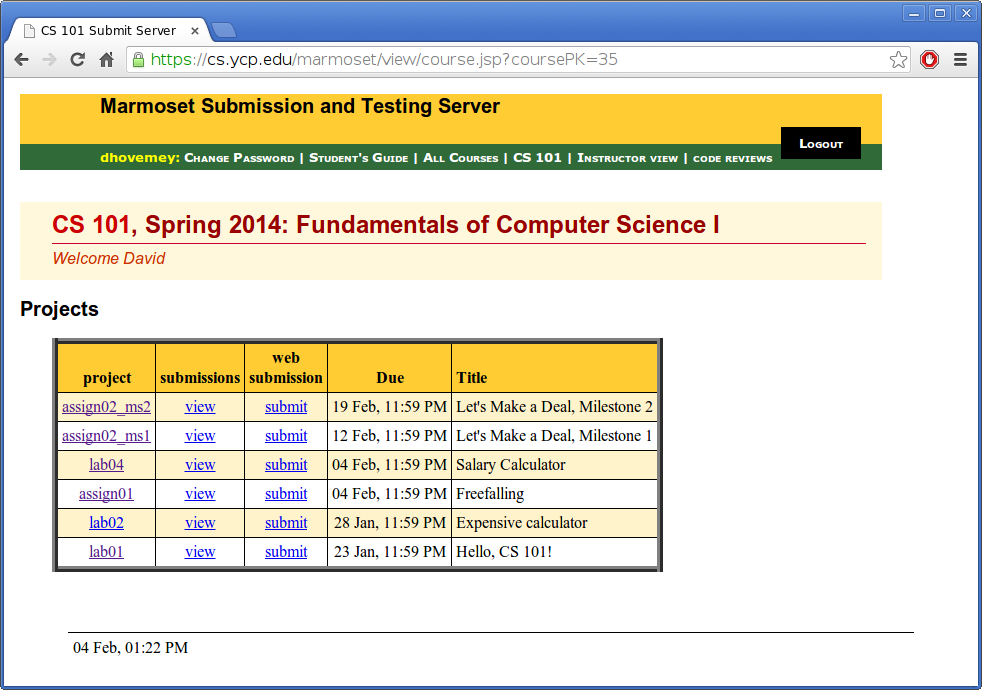 CS 101 Submit Server
https://cs.ycp.edu/marmoset/view/course.jsp?coursePK=35
Marmoset Submission and Testing Server
Logout
dhovemey: Change Password | Student's Guide | All Courses | CS 101 | Instructor view | code reviews
CS 101, Spring 2014: Fundamentals of Computer Science I
Welcome David
Projects
project submissions web submission Due Title
assign02_ms2 view submit 19 Feb, 11:59 PM Let's Make a Deal, Milestone 2
assign02_ms1 view submit 12 Feb, 11:59 PM Let's Make a Deal, Milestone 1
lab04 view submit 04 Feb, 11:59 PM Salary Calculator
assign01 view submit 04 Feb, 11:59 PM Freefalling
lab02 view submit 28 Jan, 11:59 PM Expensive calculator
lab01 view submit 23 Jan, 11:59 PM Hello, CS 101!
04 Feb, 01:22 PM